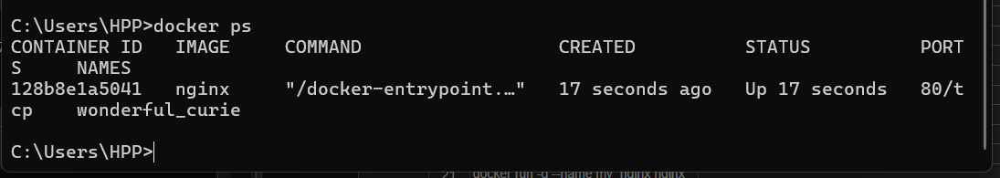 C:\Users\HPP>docker ps
CONTAINER ID   IMAGE     COMMAND                  CREATED          STATUS          PORT
S     NAMES
128b8e1a5041   nginx     "/docker-entrypoint.…"   17 seconds ago   Up 17 seconds   80/t
cp    wonderful_curie
C:\Users\HPP>
21 docker run -d --name my_nginx nginx